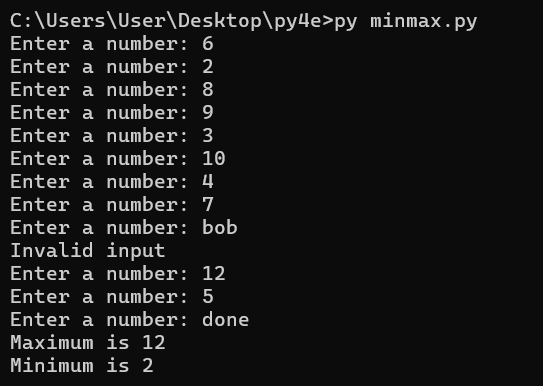 C:\Users\User\Desktop\py4e>py minmax.py
Enter a number: 6
Enter a number: 2
Enter a number: 8
Enter a number: 9
Enter a number: 3
Enter a number: 10
Enter a number: 4
Enter a number: 7
Enter a number: bob
Invalid input
Enter a number: 12
Enter a number: 5
Enter a number: done
Maximum is 12
Minimum is 2